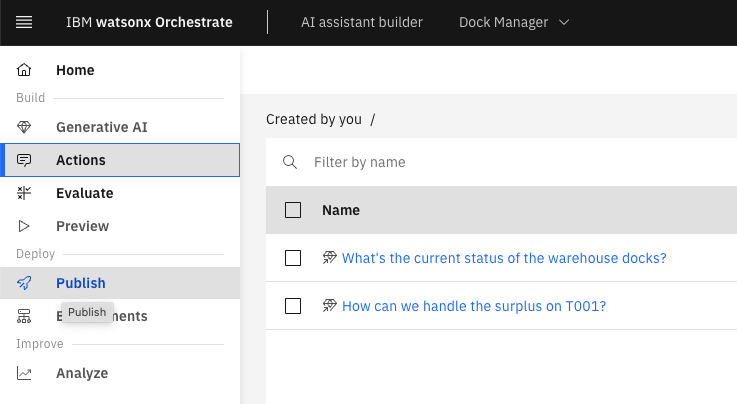 IBM watsonx Orchestrate AI assistant builder Dock Manager
Home
Build
Generative AI
Actions
Evaluate
Preview
Deploy
Publish
Publish
Improve
Analyze
Created by you /
Filter by name
Name
What's the current status of the warehouse docks?
How can we handle the surplus on T001?